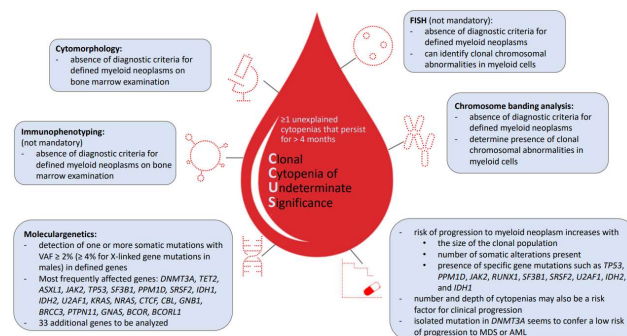 Cytomorphology:
- absence of diagnostic criteria for
defined myeloid neoplasms on
bone marrow examination
FISH (not mandatory):
- absence of diagnostic criteria for
defined myeloid neoplasms
- can identify clonal chromosomal
abnormalities in myeloid cells
Immunophenotyping:
(not mandatory)
- absence of diagnostic criteria for
defined myeloid neoplasms on bone
marrow examination
≥1 unexplained
cytopenias that persist
for > 4 months
Clonal
Cytopenia of
Undeterminate
Significance
Chromosome banding analysis:
- absence of diagnostic criteria for
defined myeloid neoplasms
- determine presence of clonal
chromosomal abnormalities in
myeloid cells
Moleculargenetics:
- detection of one or more somatic mutations with
VAF ≥ 2% (≥ 4% for X-linked gene mutations in
males) in defined genes
- Most frequently affected genes: DNMT3A, TET2,
ASXL1, JAK2, TP53, SF3B1, PPM1D, SRSF2, IDH1,
IDH2, U2AF1, KRAS, NRAS, CTCF, CBL, GNB1,
BRCC3, PTPN11, GNAS, BCOR, BCORL1
- 33 additional genes to be analyzed
- risk of progression to myeloid neoplasm increases with
• the size of the clonal population
• number of somatic alterations present
• presence of specific gene mutations such as TP53,
PPM1D, JAK2, RUNX1, SF3B1, SRSF2, U2AF1, IDH2,
and IDH1
- number and depth of cytopenias may also be a risk
factor for clinical progression
- isolated mutation in DNMT3A seems to confer a low risk
of progression to MDS or AML